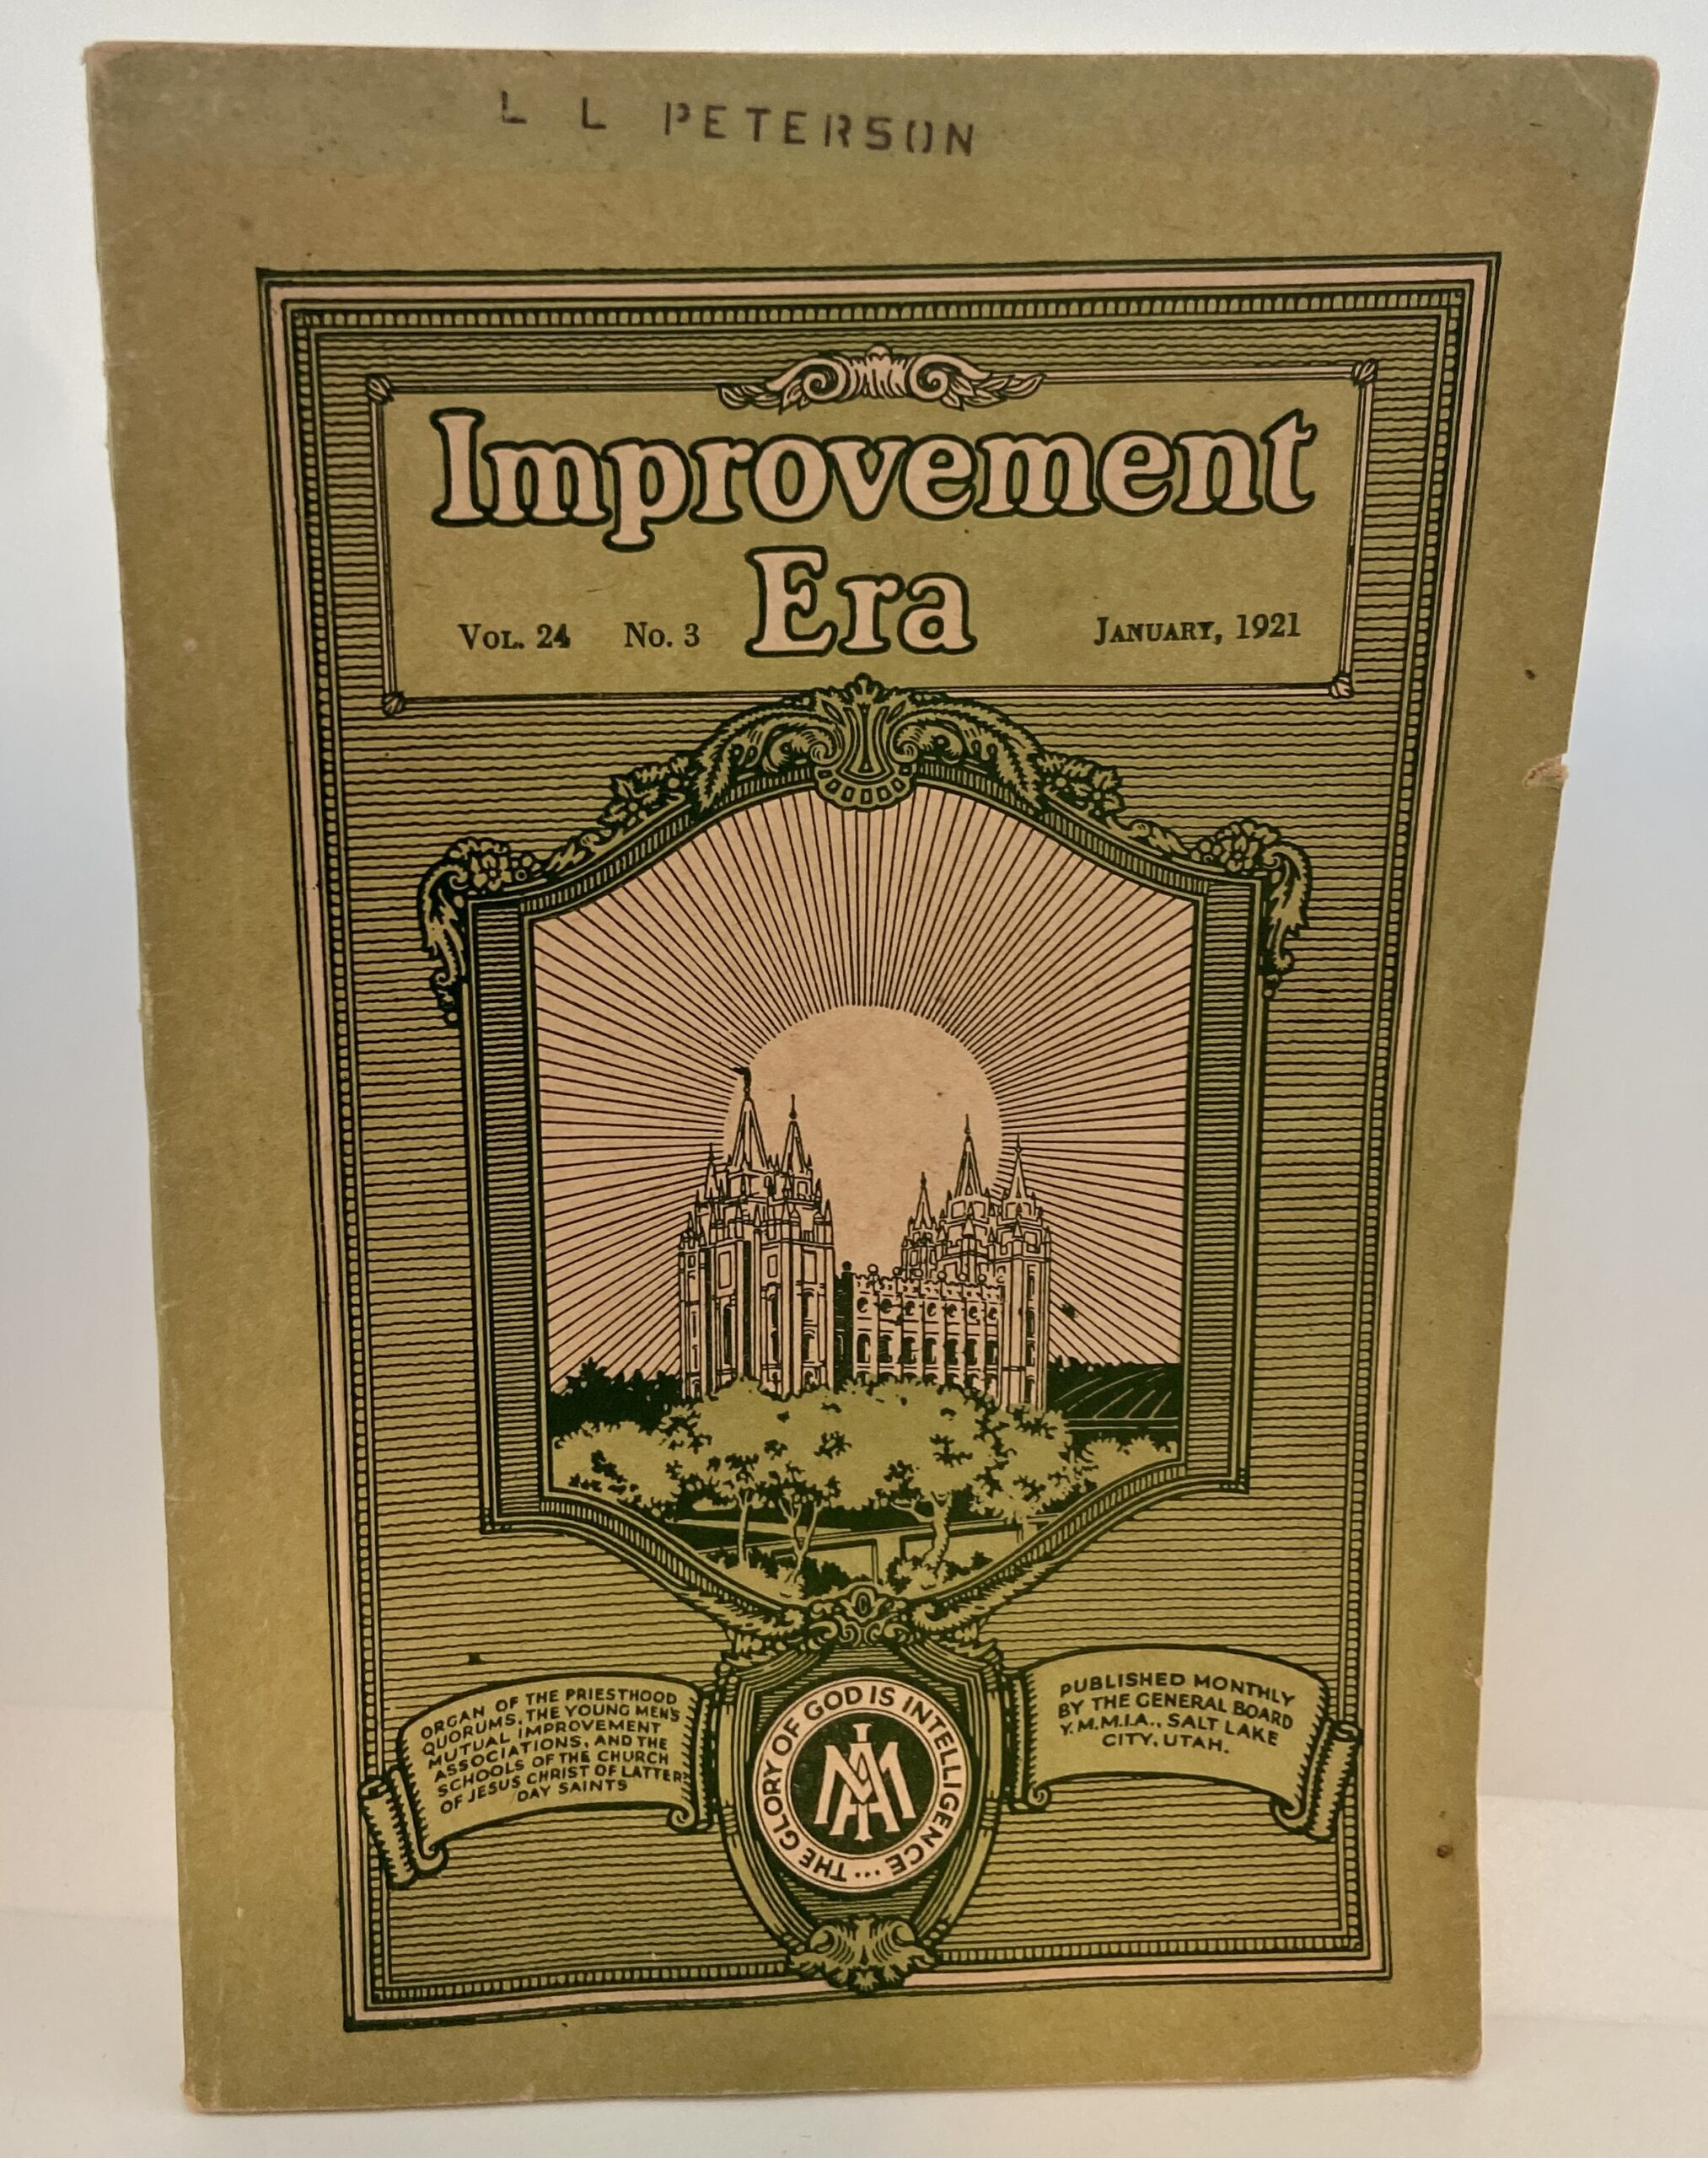 L L PETERSON
Improvement
Era
VOL. 24 No. 3
JANUARY, 1921
ORGAN OF THE PRIESTHOOD
QUORUMS, THE YOUNG MEN'S
MUTUAL IMPROVEMENT
ASSOCIATIONS, AND THE
SCHOOLS OF THE CHURCH
OF JESUS CHRIST OF LATTER
DAY SAINTS
THE GLORY OF GOD IS INTELLIGENCE...
MIA
PUBLISHED MONTHLY
BY THE GENERAL BOARD
Y.M.M.I.A., SALT LAKE
CITY, UTAH.